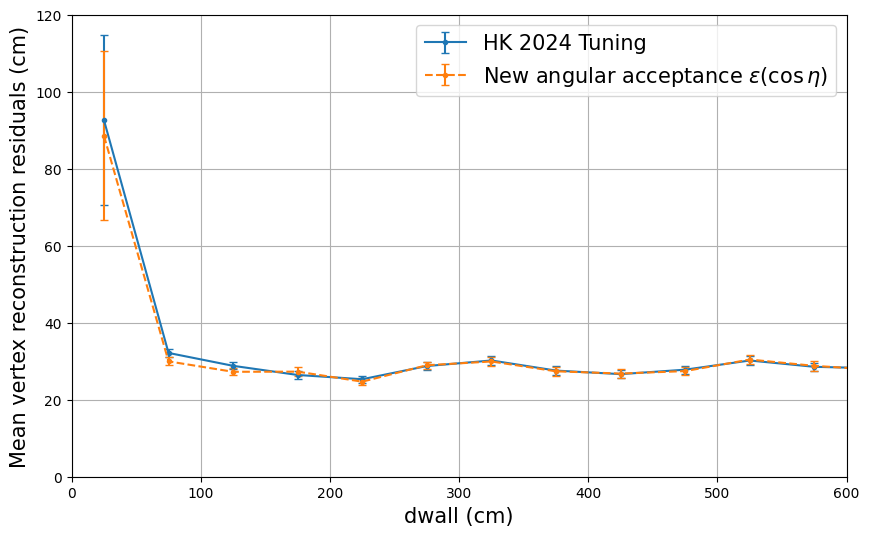 Mean vertex reconstruction residuals (cm)
120
100
80
60
40
20
0
HK 2024 Tuning
New angular acceptance ε(cos η)
0 100 200 300 400 500 600
dwall (cm)